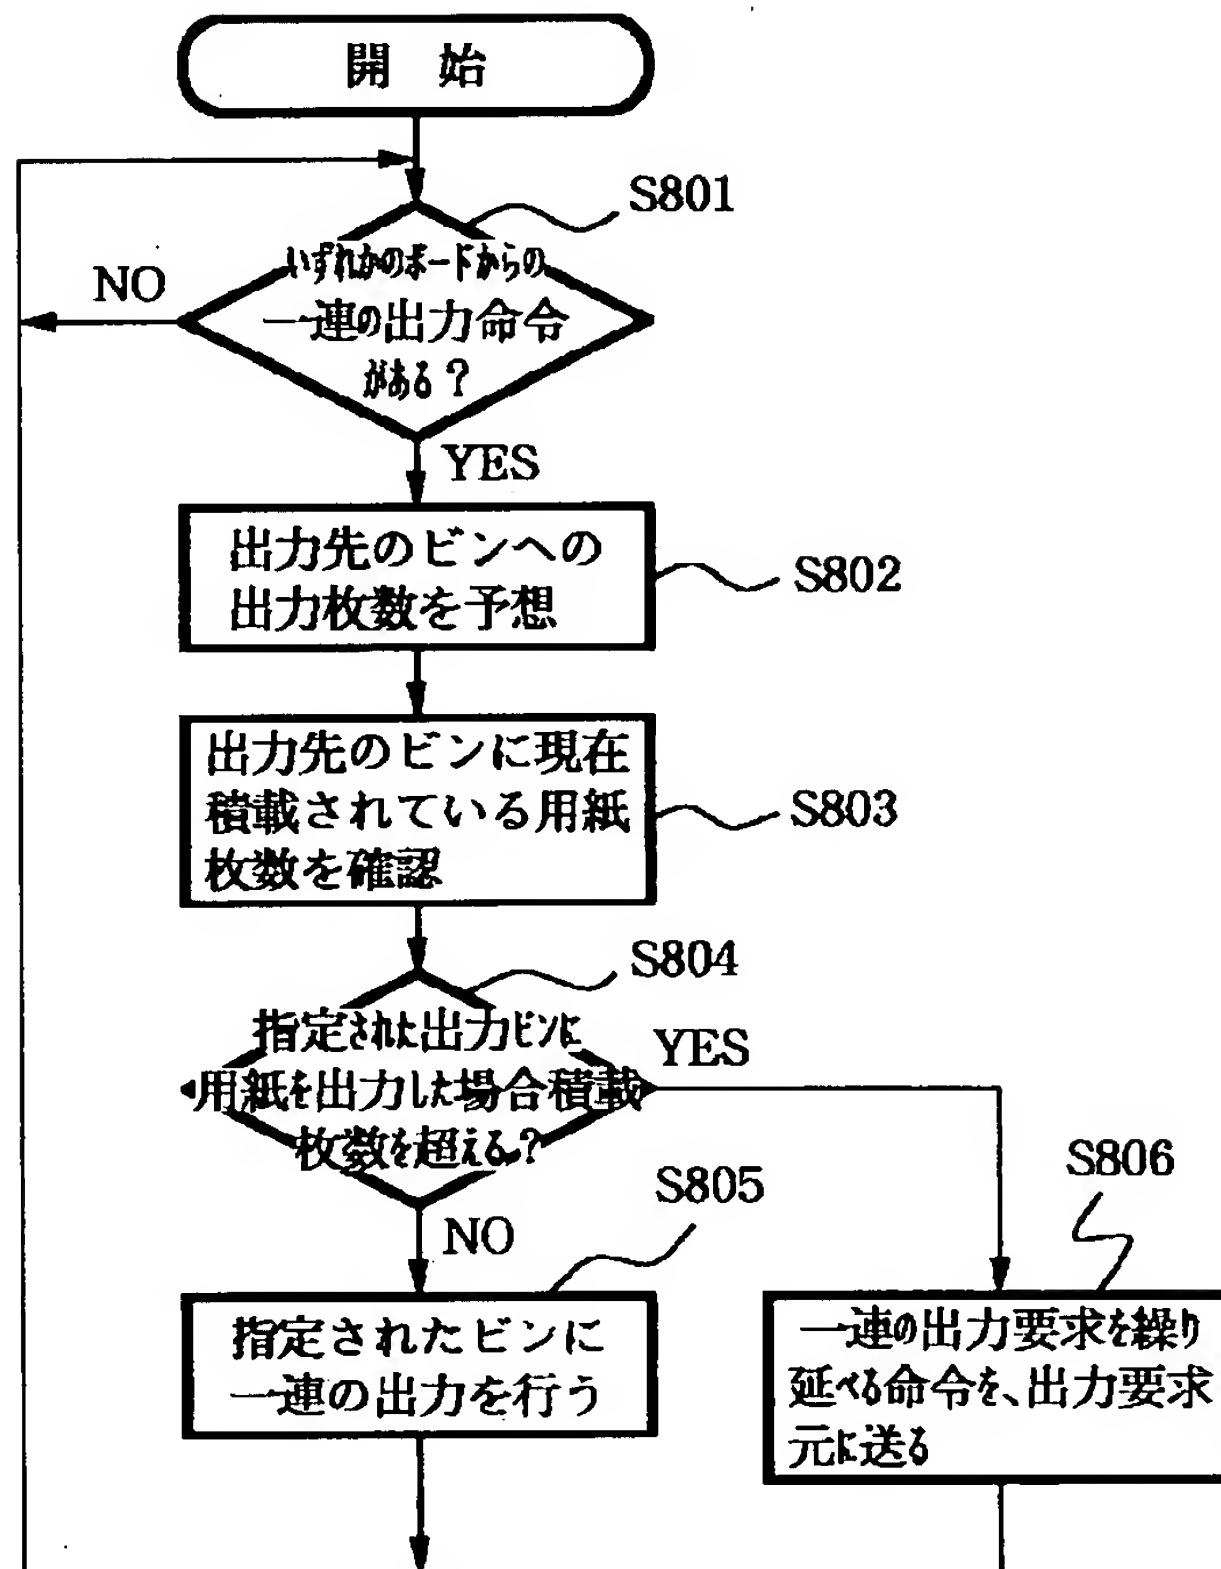 開 始
S801
いずれかのボードからの
一連の出力命令
がある?
NO
YES
出力先のビンへの
出力枚数を予想
S802
出力先のビンに現在
積載されている用紙
枚数を確認
S803
S804
指定された出力ビンに
用紙を出力した場合積載
枚数を超える?
YES
NO
S805
S806
指定されたビンに
一連の出力を行う
一連の出力要求を繰り
延べる命令を、出力要求
元に送る